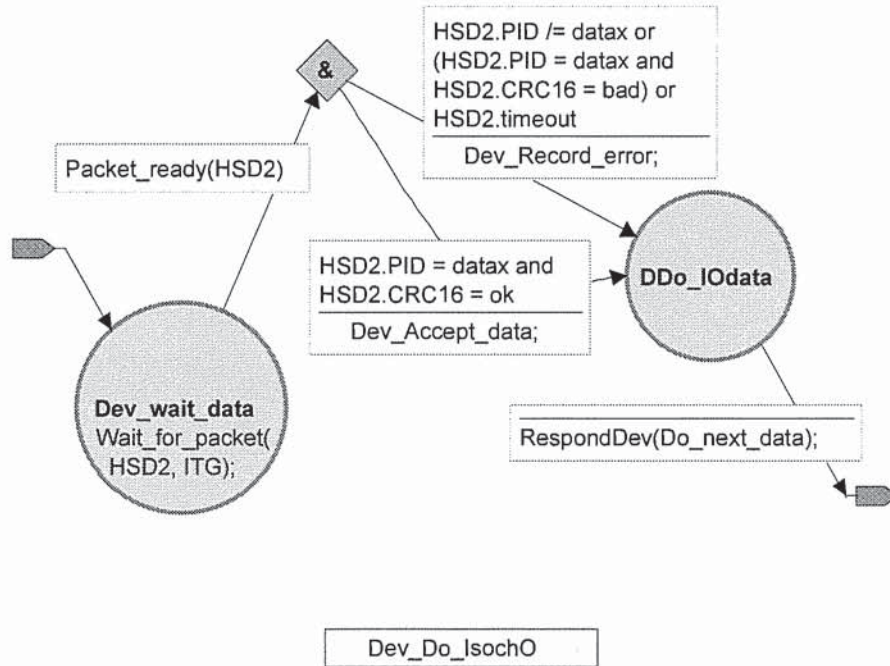 &
HSD2.PID /= datax or
(HSD2.PID = datax and
HSD2.CRC16 = bad) or
HSD2.timeout
Dev_Record_error;
Packet_ready(HSD2)
HSD2.PID = datax and
HSD2.CRC16 = ok
Dev_Accept_data;
DDo_IOdata
Dev_wait_data
Wait_for_packet(
HSD2, ITG);
RespondDev(Do_next_data);
Dev_Do_IsochO